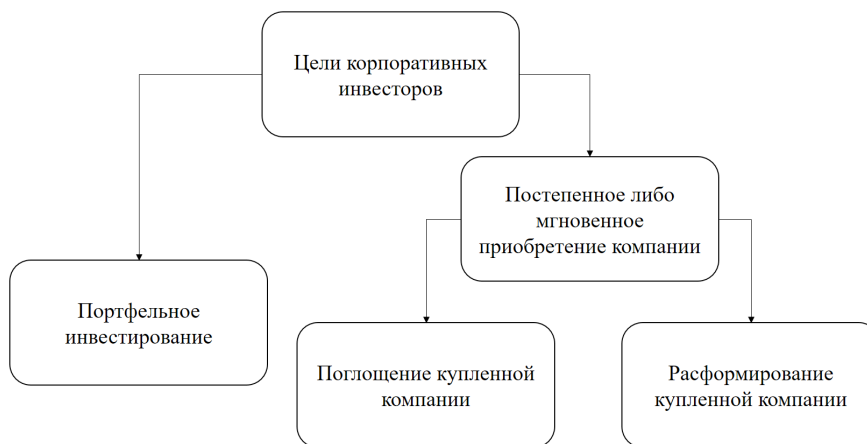 Цели корпоративных
инвесторов
Постепенное либо
мгновенное
приобретение компании
Портфельное
инвестирование
Поглощение купленной
компании
Расформирование
купленной компании